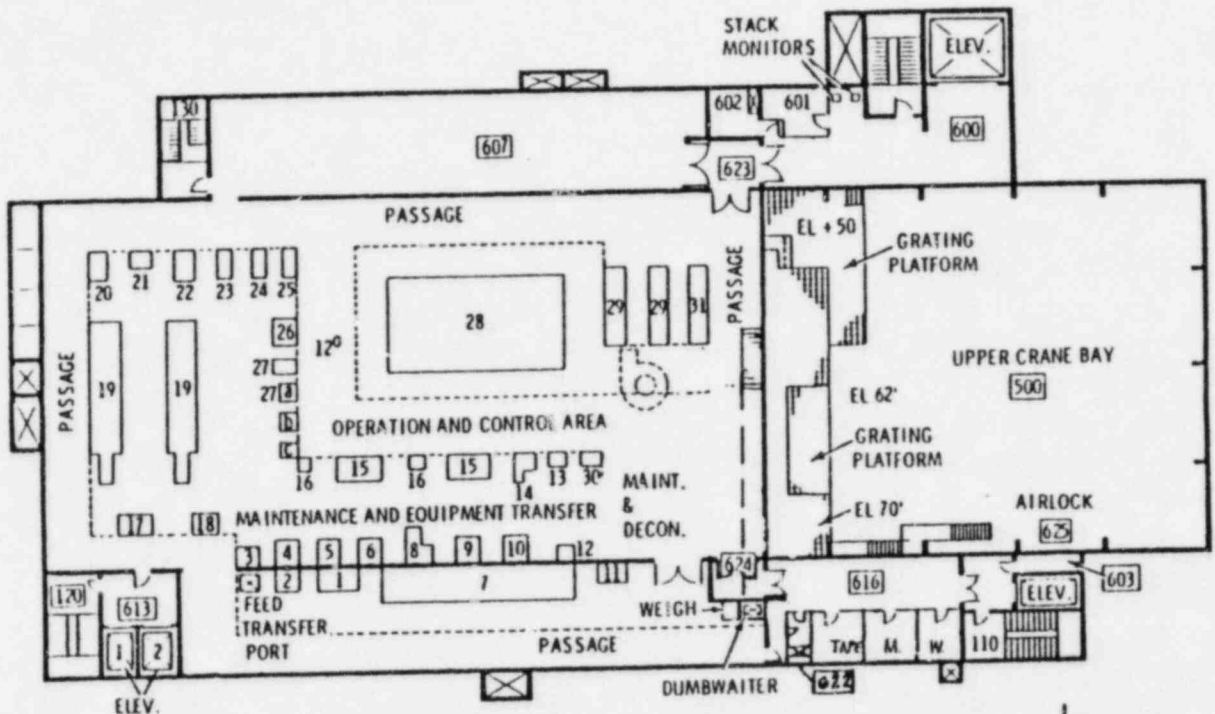 STACK
MONITORS
ELEV.
130
602
601
607
600
623
PASSAGE
EL + 50
GRATING
PLATFORM
PASSAGE
20
21
22
23
24
25
29
29
31
26
28
12
UPPER CRANE BAY
500
PASSAGE
19
19
27
27
a
EL 62'
b
OPERATION AND CONTROL AREA
c
GRATING
PLATFORM
16
15
16
15
14
13
30
MAINT.
&
DECON.
EL 70'
AIRLOCK
625
17
18
MAINTENANCE AND EQUIPMENT TRANSFER
3
4
5
6
8
9
10
12
624
603
2
1
7
11
616
ELEV.
120
613
FEED
TRANSFER
PORT
WEIGH
PASSAGE
TAPE
M.
W.
110
1
2
DUMBWAITER
622
ELEV.